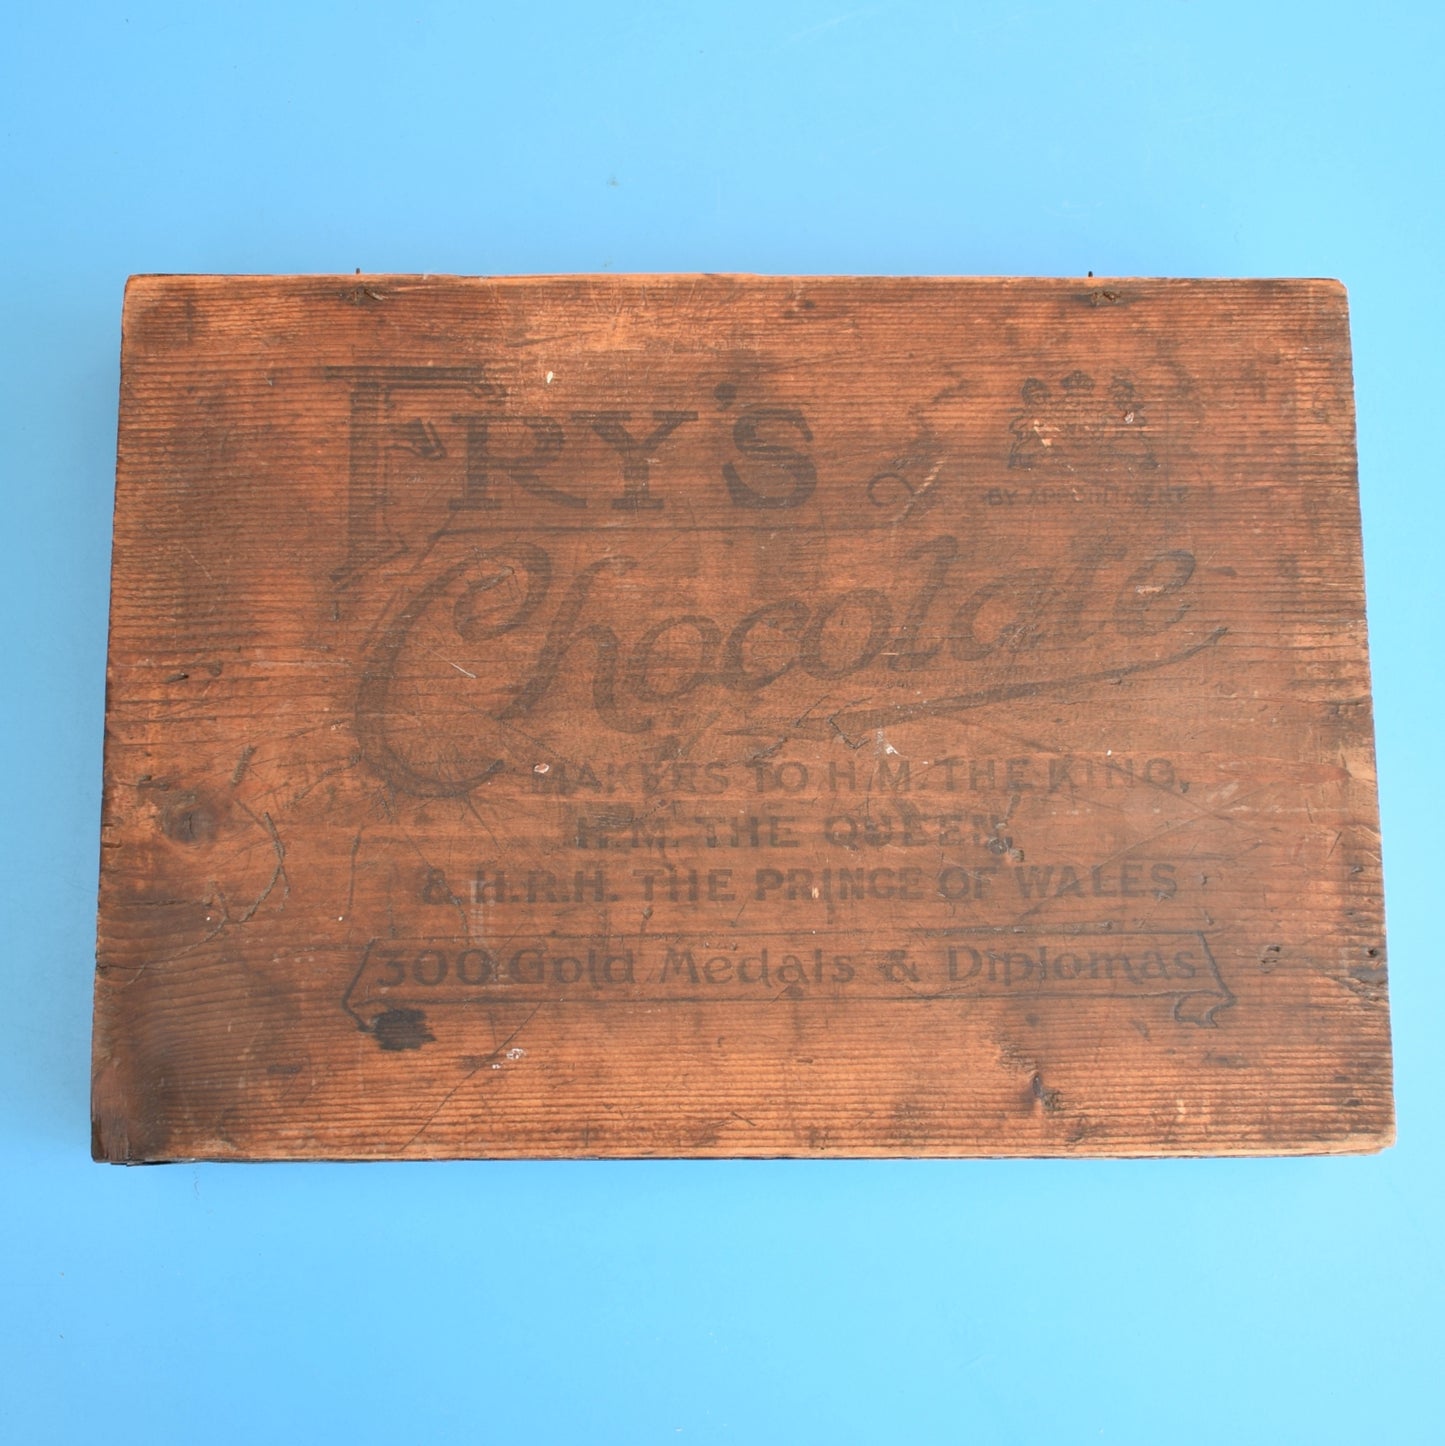 FRY'S
BY APPOINTMENT
Chocolate
MAKERS TO H.M. THE KING,
H.M. THE QUEEN,
& H.R.H. THE PRINCE OF WALES
300 Gold Medals & Diplomas